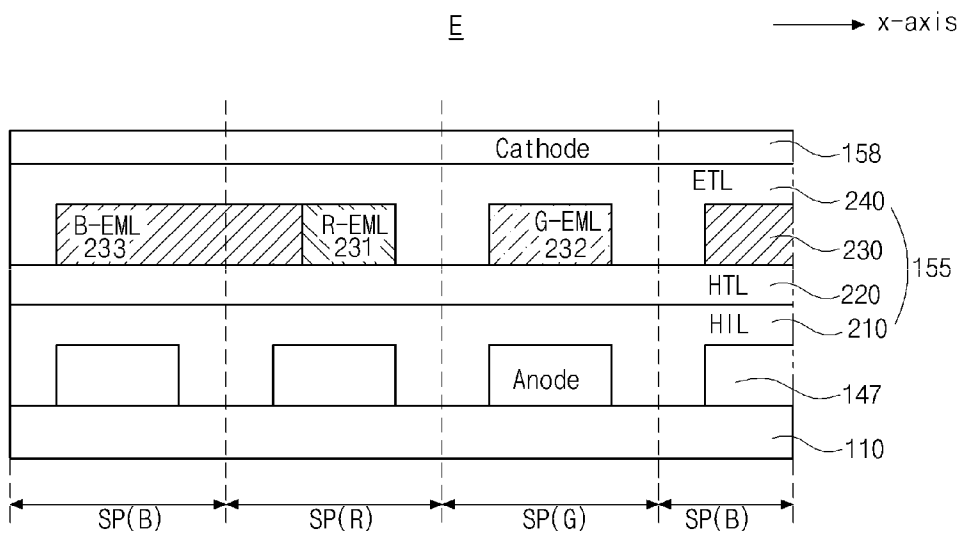 E
x-axis
Cathode
158
ETL
240
B-EML
233
R-EML
231
G-EML
232
230
155
HTL
220
HIL
210
Anode
147
110
SP(B)
SP(R)
SP(G)
SP(B)